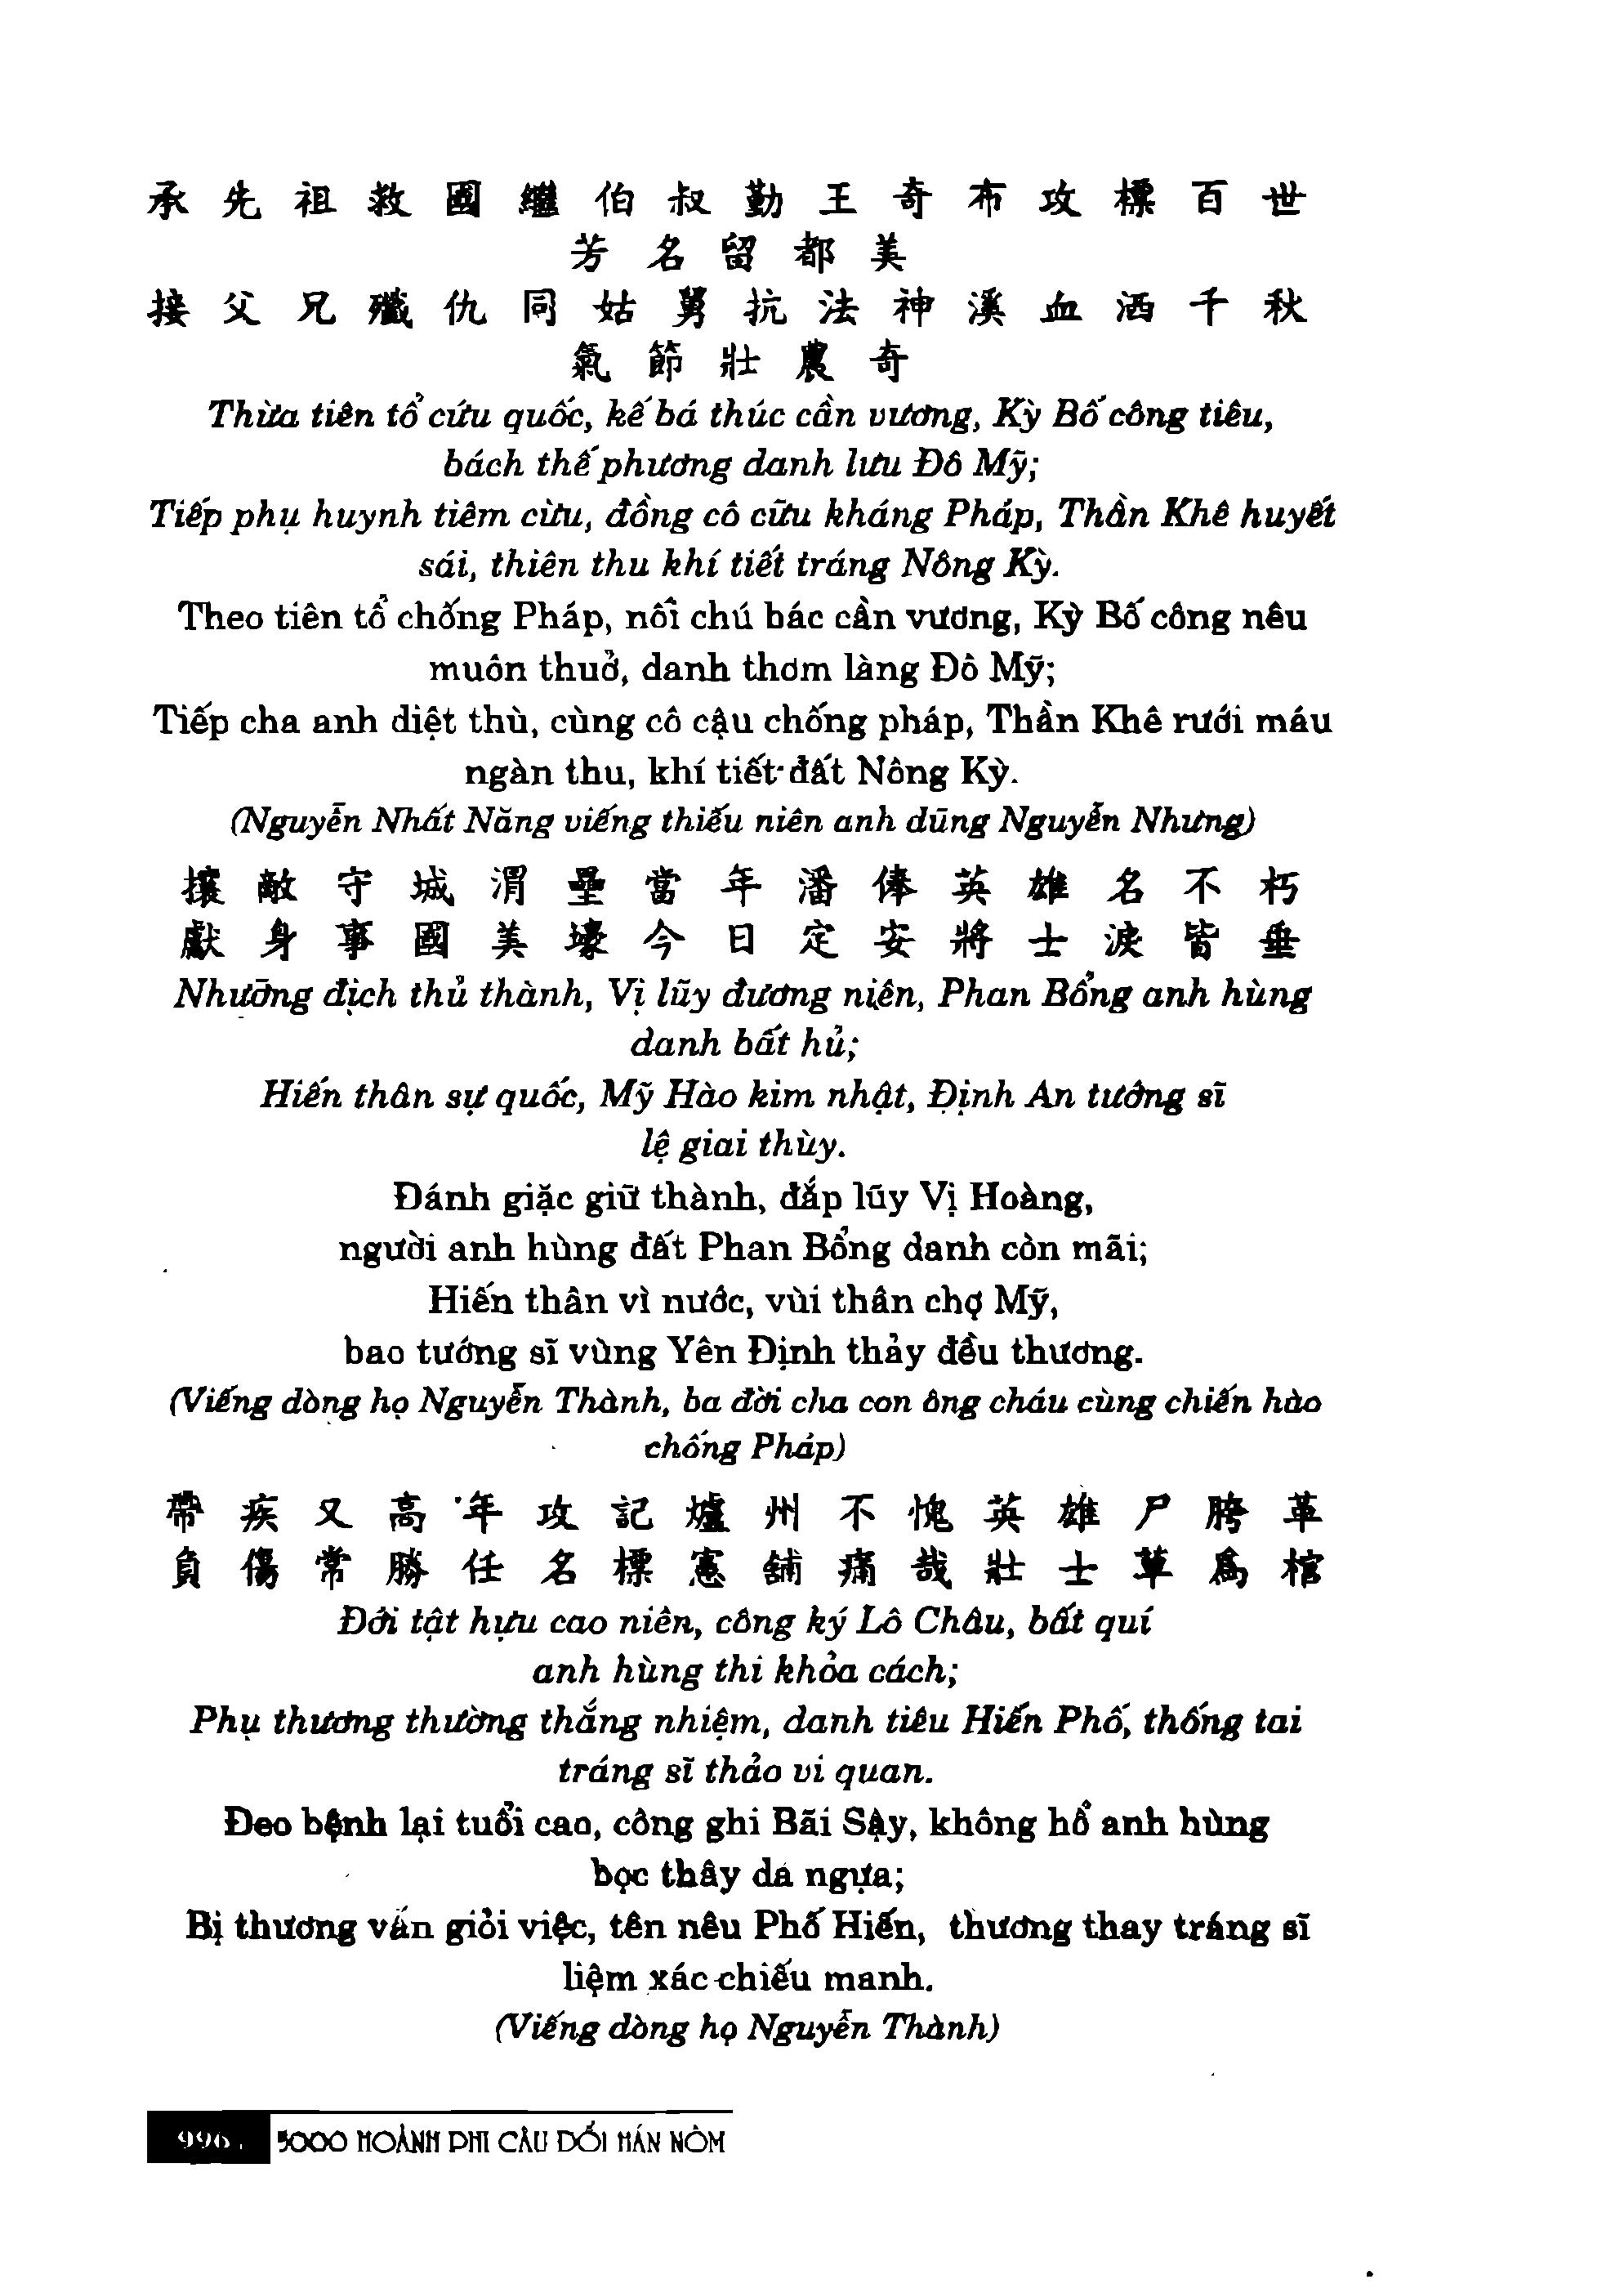 承先祖救國繼伯叔勤王奇布攻標百世
芳名留都美
接父兄殲仇同姑舅抗法神溪血洒千秋
氣節壯農奇
Thừa tiên tổ cứu quốc, kế bá thúc cần vương, Kỳ Bố công tiêu,
bách thế phương danh lưu Đô Mỹ;
Tiếp phụ huynh tiêm cừu, đồng cô cữu kháng Pháp, Thần Khê huyết
sái, thiên thu khí tiết tráng Nông Kỳ.
Theo tiên tổ chống Pháp, nối chú bác cần vương, Kỳ Bố công nêu
muôn thuở, danh thơm làng Đô Mỹ;
Tiếp cha anh diệt thù, cùng cô cậu chống pháp, Thần Khê rưới máu
ngàn thu, khí tiết đất Nông Kỳ.
(Nguyễn Nhất Năng viếng thiếu niên anh dũng Nguyễn Nhưng)
攘敵守城渭壘當年潘俸英雄名不朽
獻身事國美壕今日定安將士淚皆垂
Nhưỡng địch thủ thành, Vị lũy đương niên, Phan Bổng anh hùng
danh bất hủ;
Hiến thân sự quốc, Mỹ Hào kim nhật, Định An tướng sĩ
lệ giai thùy.
Đánh giặc giữ thành, đắp lũy Vị Hoàng,
người anh hùng đất Phan Bổng danh còn mãi;
Hiến thân vì nước, vùi thân chợ Mỹ,
bao tướng sĩ vùng Yên Định thảy đều thương.
(Viếng dòng họ Nguyễn Thành, ba đời cha con ông cháu cùng chiến hào
chống Pháp)
帶疾又高年攻記爐州不愧英雄尸胯革
負傷常勝任名標憲舖痛哉壯士草為棺
Đới tật hựu cao niên, công ký Lô Châu, bất quí
anh hùng thi khỏa cách;
Phụ thương thường thắng nhiệm, danh tiêu Hiến Phố, thống tai
tráng sĩ thảo vi quan.
Đeo bệnh lại tuổi cao, công ghi Bãi Sậy, không hổ anh hùng
bọc thây da ngựa;
Bị thương vẫn giỏi việc, tên nêu Phố Hiến, thương thay tráng sĩ
liệm xác chiếu manh.
(Viếng dòng họ Nguyễn Thành)
996 5000 HOÀNH PHI CÂU ĐỐI HÁN NÔM